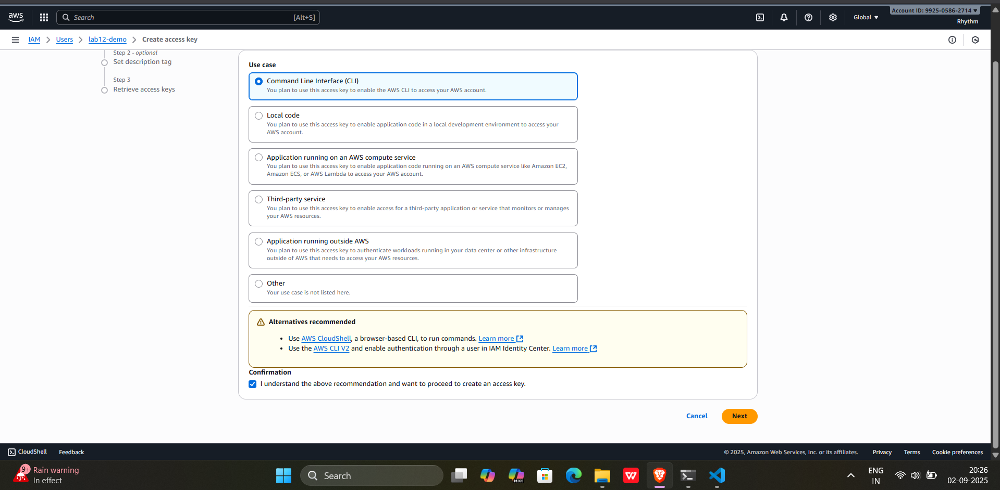 aws
Search
[Alt+S]
Global
Account ID: 9925-0586-2714
Rhythm
IAM
Users
lab12-demo
Create access key
Step 2 - optional
Set description tag
Step 3
Retrieve access keys
Use case
Command Line Interface (CLI)
You plan to use this access key to enable the AWS CLI to access your AWS account.
Local code
You plan to use this access key to enable application code in a local development environment to access your
AWS account.
Application running on an AWS compute service
You plan to use this access key to enable application code running on an AWS compute service like Amazon EC2,
Amazon ECS, or AWS Lambda to access your AWS account.
Third-party service
You plan to use this access key to enable access for a third-party application or service that monitors or manages
your AWS resources.
Application running outside AWS
You plan to use this access key to authenticate workloads running in your data center or other infrastructure
outside of AWS that needs to access your AWS resources.
Other
Your use case is not listed here.
Alternatives recommended
• Use AWS CloudShell, a browser-based CLI, to run commands. Learn more
• Use the AWS CLI V2 and enable authentication through a user in IAM Identity Center. Learn more
Confirmation
I understand the above recommendation and want to proceed to create an access key.
Cancel
Next
CloudShell
Feedback
© 2025, Amazon Web Services, Inc. or its affiliates.
Privacy
Terms
Cookie preferences
9+
Rain warning
In effect
Search
M365
W
ENG
IN
20:26
02-09-2025